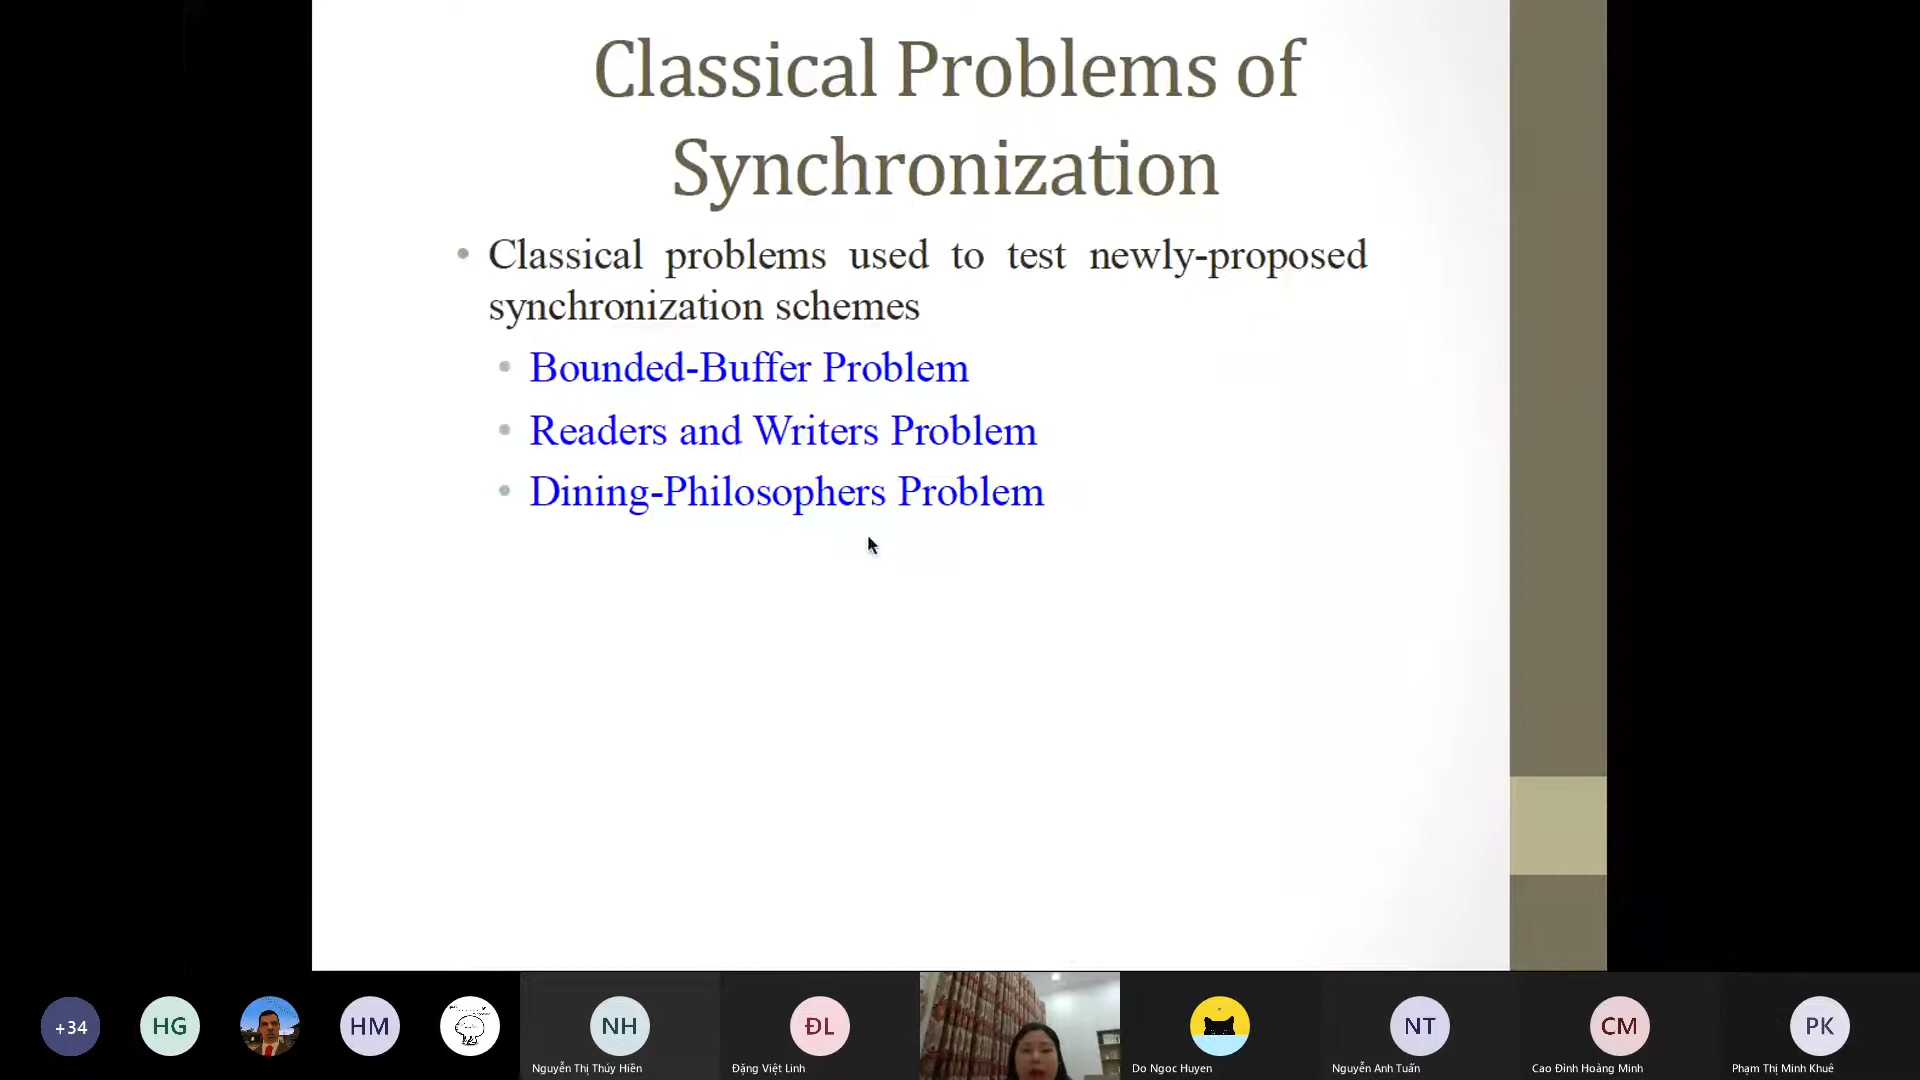 Classical Problems of
Synchronization
• Classical problems used to test newly-proposed
synchronization schemes
• Bounded-Buffer Problem
• Readers and Writers Problem
• Dining-Philosophers Problem
+34
HG
HM
NH
ĐL
NT
CM
PK
Nguyễn Thị Thúy Hiền
Đặng Việt Linh
Do Ngoc Huyen
Nguyễn Anh Tuấn
Cao Đình Hoàng Minh
Phạm Thị Minh Khuê